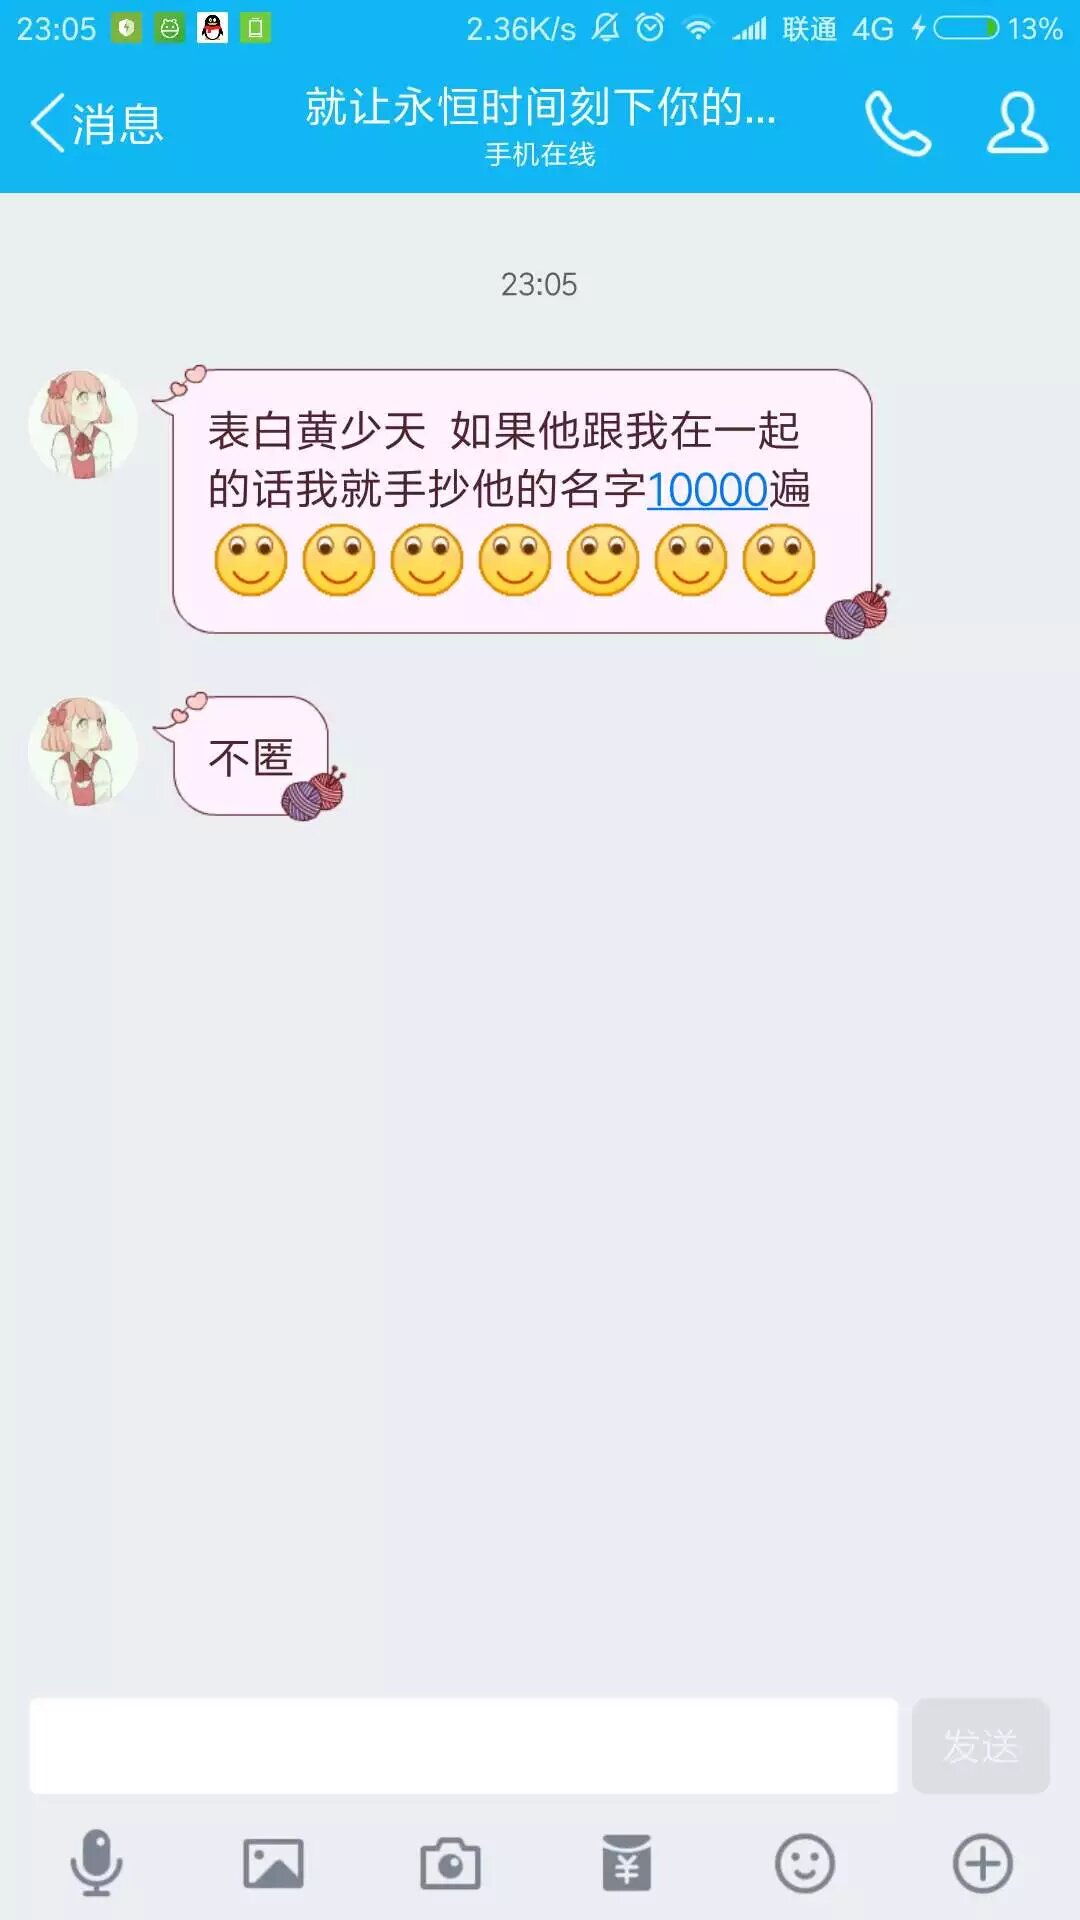 23:05 2.36K/s 联通 4G 13%
消息
就让永恒时间刻下你的...
手机在线
23:05
表白黄少天 如果他跟我在一起
的话我就手抄他的名字10000遍
不匿
发送